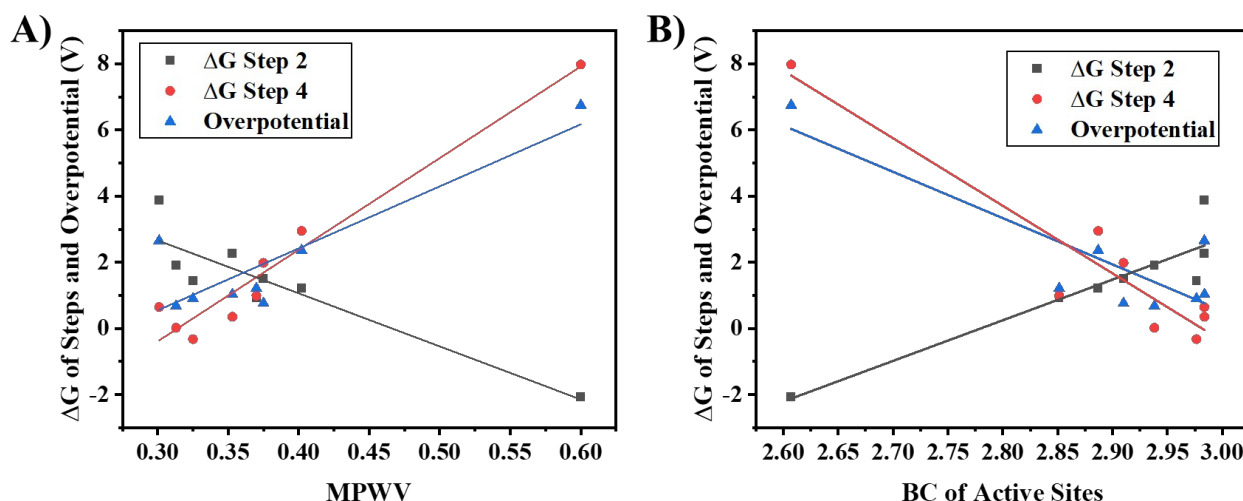 A)
ΔG of Steps and Overpotential (V)
8
6
4
2
0
-2
ΔG Step 2
ΔG Step 4
Overpotential
0.30 0.35 0.40 0.45 0.50 0.55 0.60
MPWV
B)
ΔG of Steps and Overpotential (V)
8
6
4
2
0
-2
ΔG Step 2
ΔG Step 4
Overpotential
2.60 2.65 2.70 2.75 2.80 2.85 2.90 2.95 3.00
BC of Active Sites